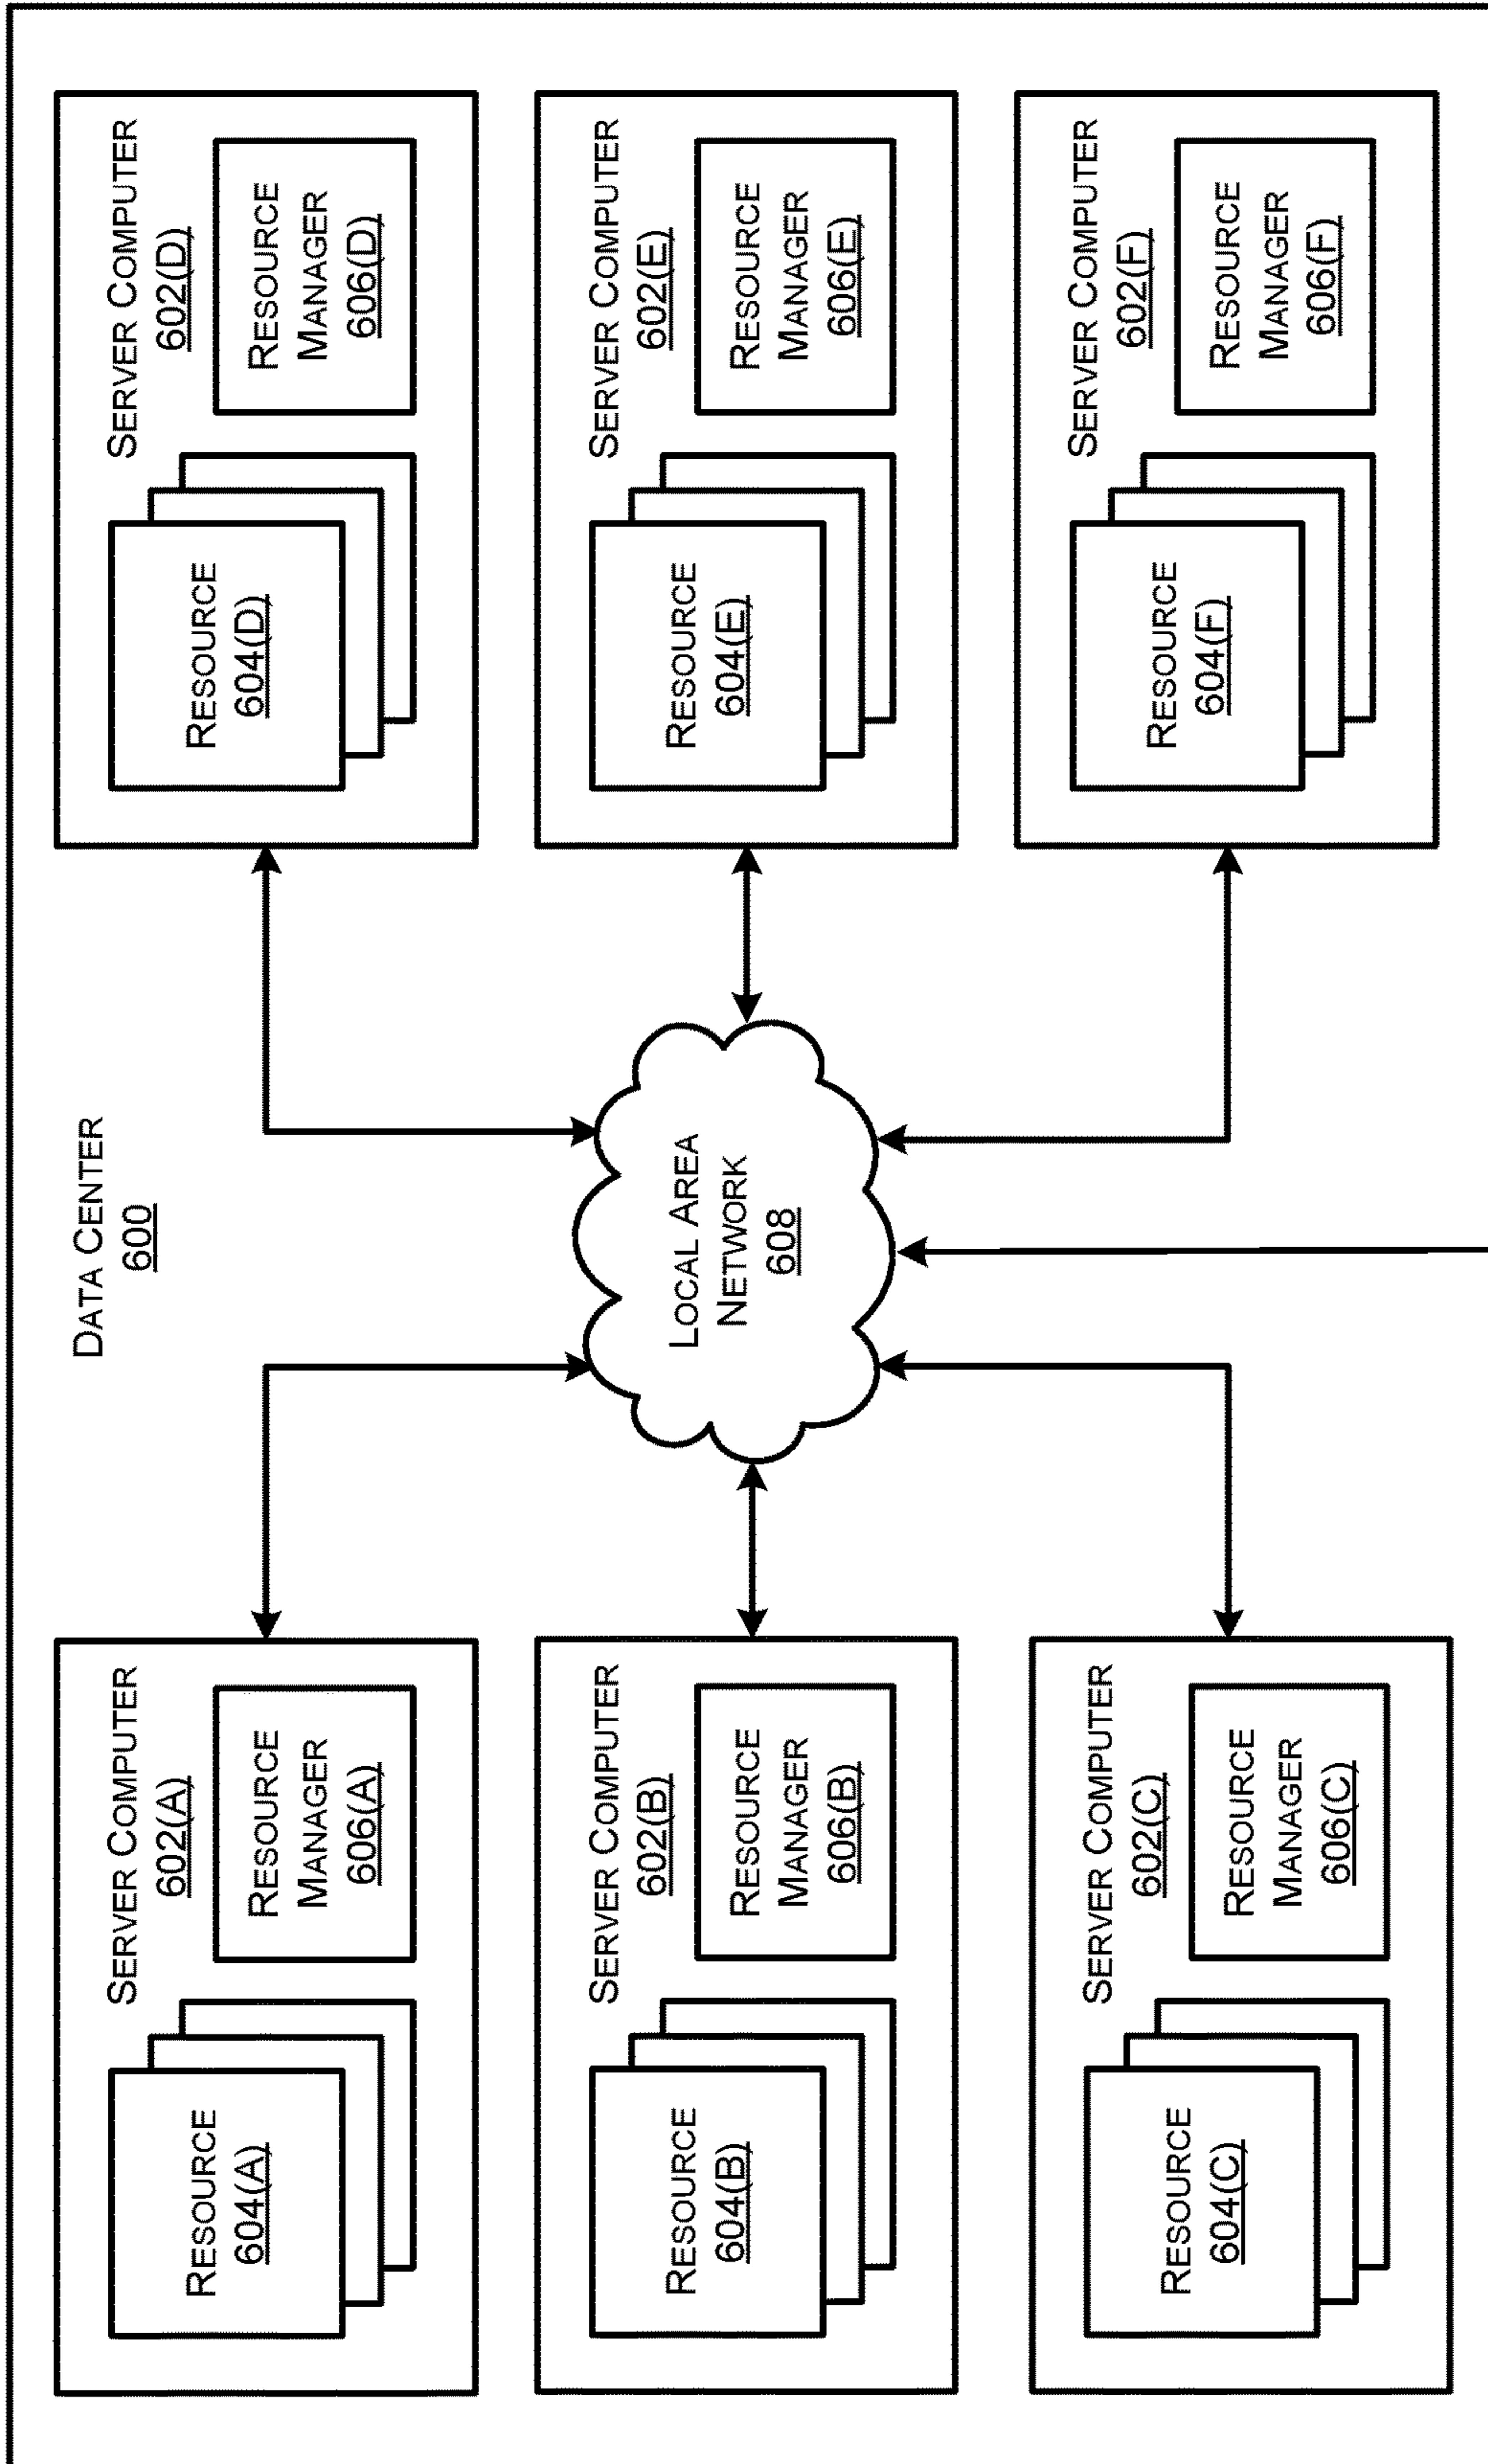 DATA CENTER
600
SERVER COMPUTER
602(A)
RESOURCE
604(A)
RESOURCE
MANAGER
606(A)
SERVER COMPUTER
602(B)
RESOURCE
604(B)
RESOURCE
MANAGER
606(B)
SERVER COMPUTER
602(C)
RESOURCE
604(C)
RESOURCE
MANAGER
606(C)
LOCAL AREA
NETWORK
608
SERVER COMPUTER
602(D)
RESOURCE
604(D)
RESOURCE
MANAGER
606(D)
SERVER COMPUTER
602(E)
RESOURCE
604(E)
RESOURCE
MANAGER
606(E)
SERVER COMPUTER
602(F)
RESOURCE
604(F)
RESOURCE
MANAGER
606(F)